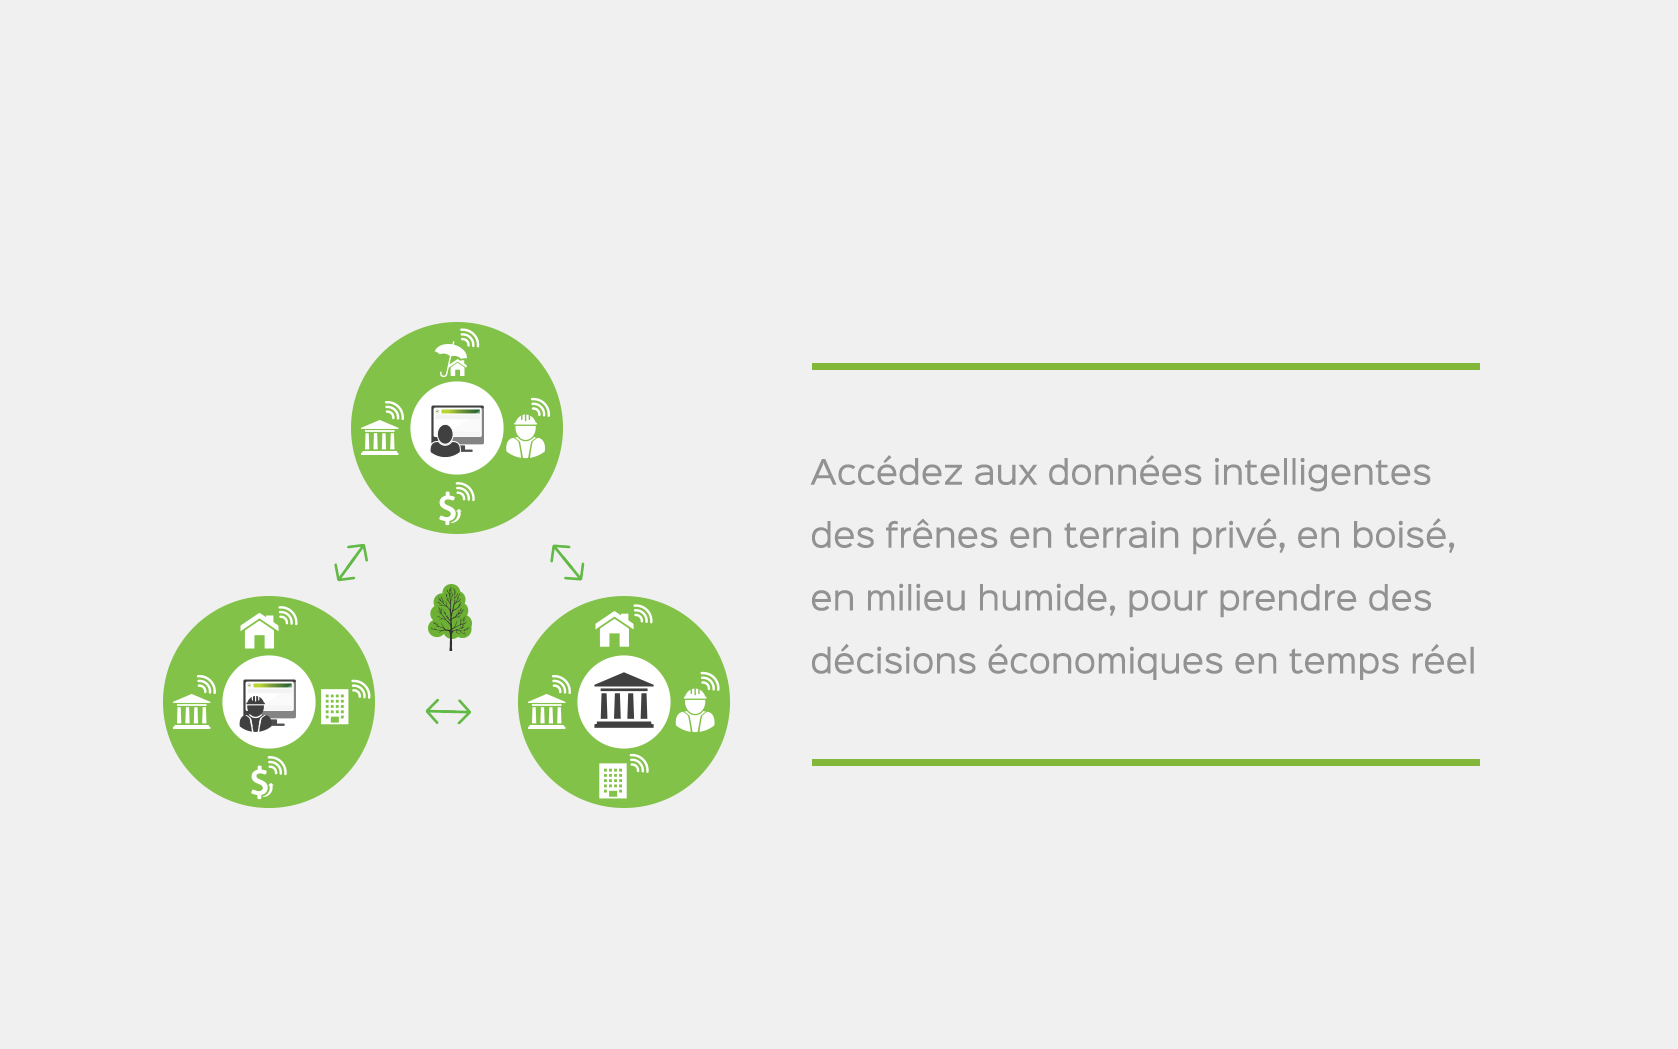 Accédez aux données intelligentes
des frênes en terrain privé, en boisé,
en milieu humide, pour prendre des
décisions économiques en temps réel